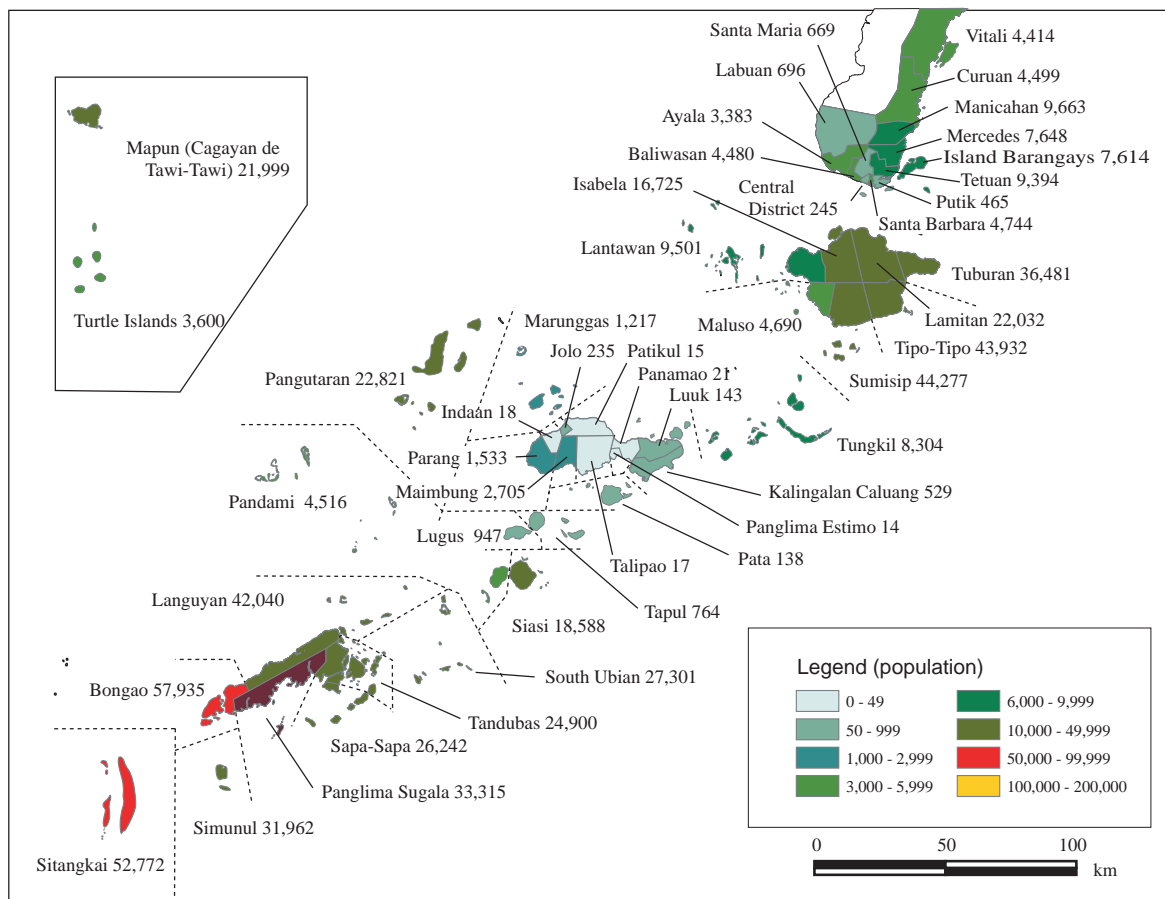 Santa Maria 669
Vitali 4,414
Labuan 696
Curuan 4,499
Manicahan 9,663
Ayala 3,383
Mercedes 7,648
Baliwasan 4,480
Island Barangays 7,614
Isabela 16,725
Tetuan 9,394
Central
District 245
Putik 465
Santa Barbara 4,744
Mapun (Cagayan de
Tawi-Tawi) 21,999
Lantawan 9,501
Tuburan 36,481
Turtle Islands 3,600
Maluso 4,690
Lamitan 22,032
Tipo-Tipo 43,932
Sumisip 44,277
Marunggas 1,217
Jolo 235
Patikul 15
Panamao 21
Pangutaran 22,821
Luuk 143
Indaan 18
Tungkil 8,304
Parang 1,533
Maimbung 2,705
Kalingalan Caluang 529
Pandami 4,516
Panglima Estimo 14
Lugus 947
Pata 138
Talipao 17
Tapul 764
Languyan 42,040
Siasi 18,588
South Ubian 27,301
Bongao 57,935
Tandubas 24,900
Sapa-Sapa 26,242
Panglima Sugala 33,315
Simunul 31,962
Sitangkai 52,772
Legend (population)
0 - 49
50 - 999
1,000 - 2,999
3,000 - 5,999
6,000 - 9,999
10,000 - 49,999
50,000 - 99,999
100,000 - 200,000
0 50 100
km